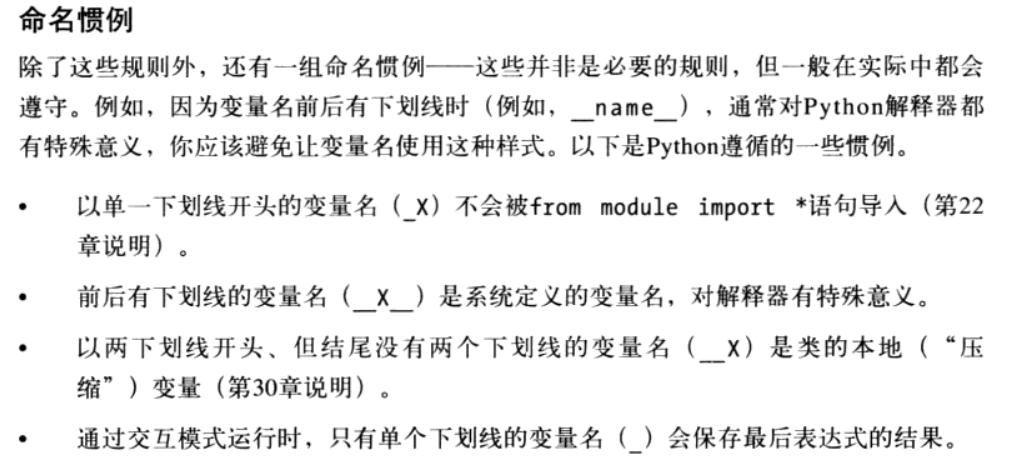 命名惯例
除了这些规则外，还有一组命名惯例——这些并非是必要的规则，但一般在实际中都会
遵守。例如，因为变量名前后有下划线时（例如，__name__），通常对Python解释器都
有特殊意义，你应该避免让变量名使用这种样式。以下是Python遵循的一些惯例。
• 以单一下划线开头的变量名（_X）不会被from module import *语句导入（第22
章说明）。
• 前后有下划线的变量名（__X__）是系统定义的变量名，对解释器有特殊意义。
• 以两下划线开头、但结尾没有两个下划线的变量名（__X）是类的本地（“压
缩”）变量（第30章说明）。
• 通过交互模式运行时，只有单个下划线的变量名（_）会保存最后表达式的结果。